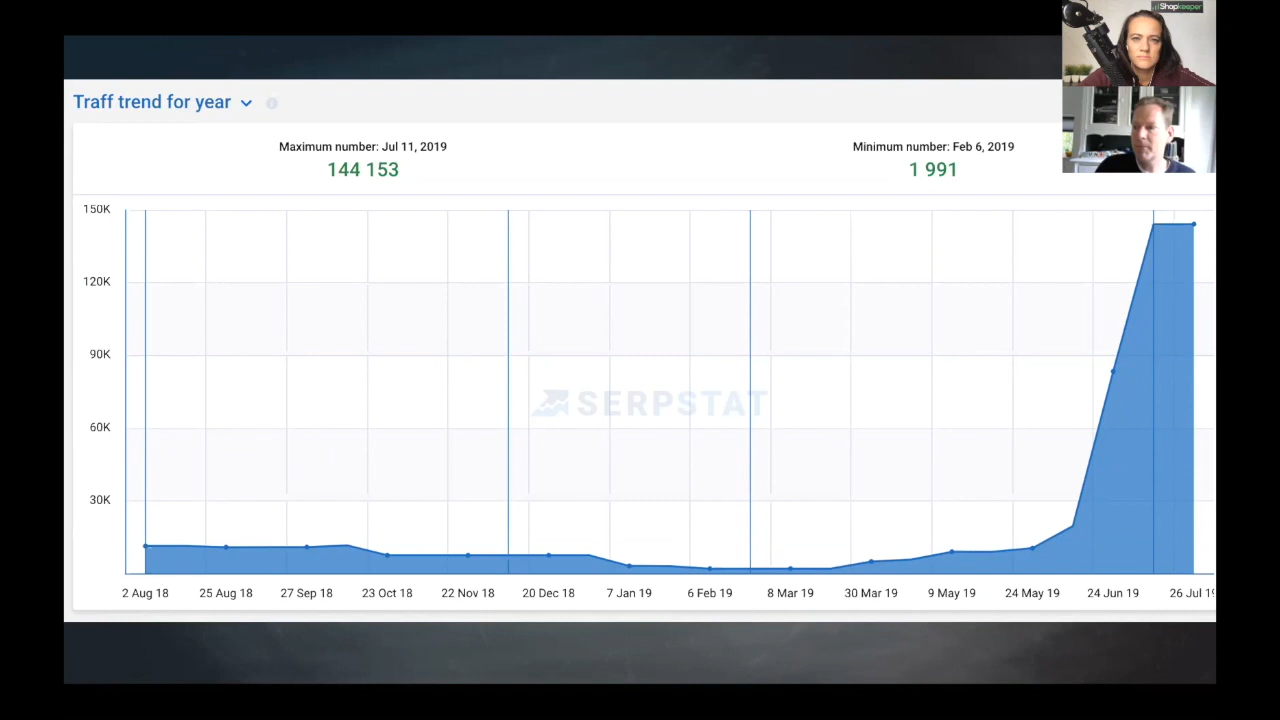 Shopkeeper
Traff trend for year
Maximum number: Jul 11, 2019
144 153
Minimum number: Feb 6, 2019
1 991
150K
120K
90K
60K
30K
SERPSTAT
2 Aug 18 25 Aug 18 27 Sep 18 23 Oct 18 22 Nov 18 20 Dec 18 7 Jan 19 6 Feb 19 8 Mar 19 30 Mar 19 9 May 19 24 May 19 24 Jun 19 26 Jul 19